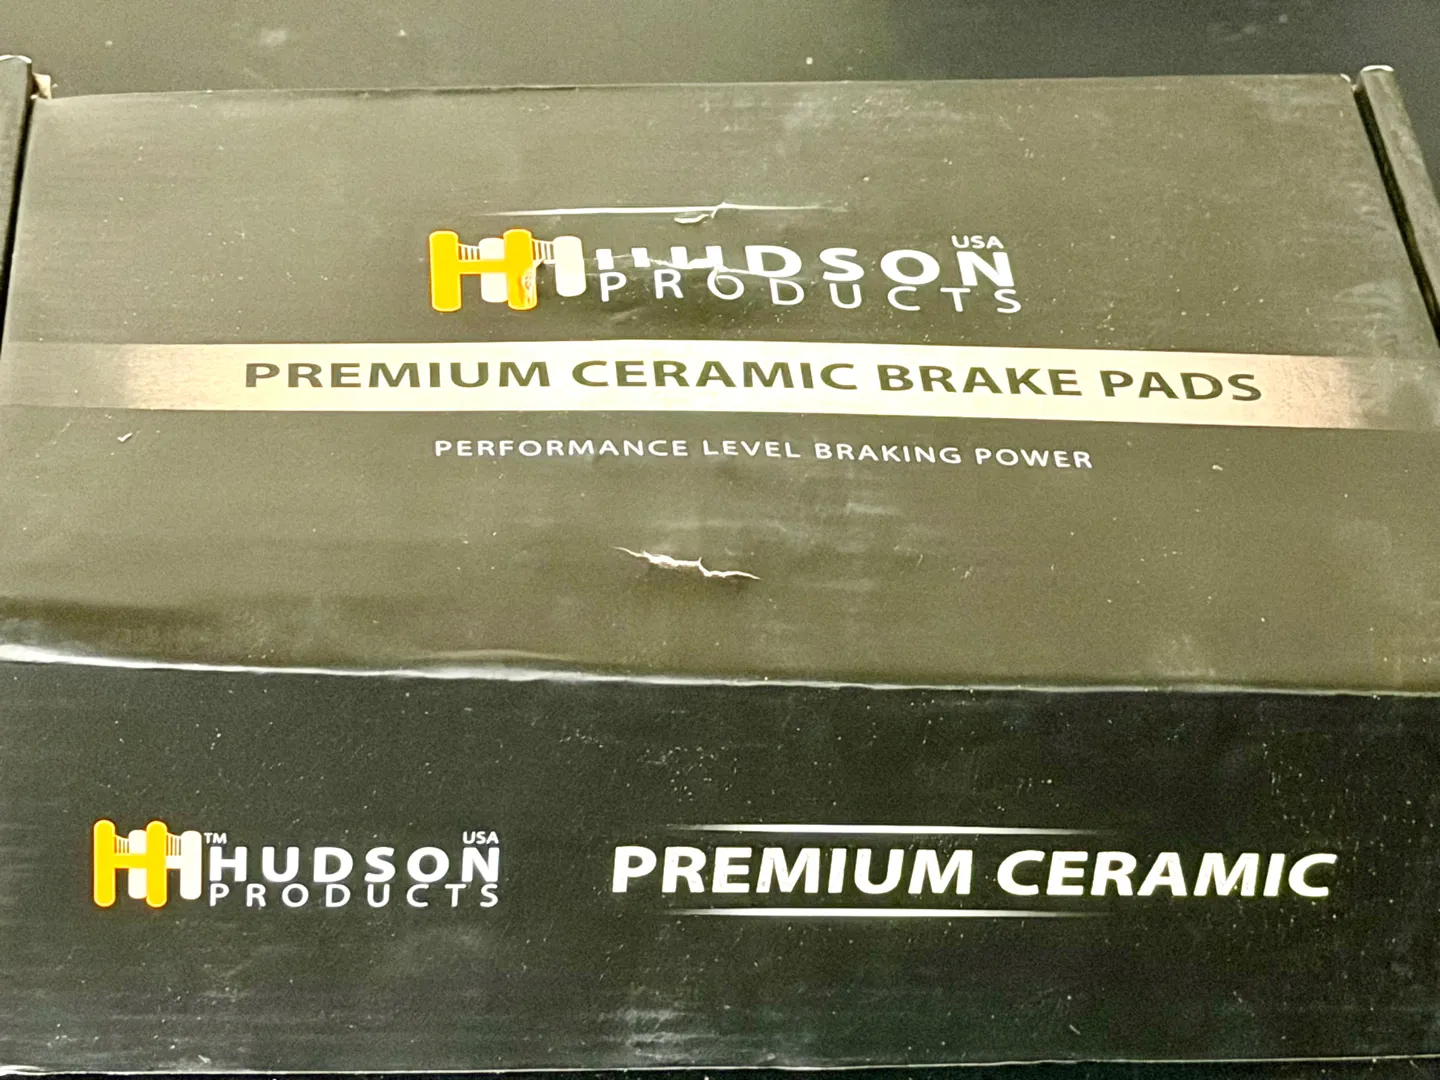 USA
HUDSON
PRODUCTS
PREMIUM CERAMIC BRAKE PADS
PERFORMANCE LEVEL BRAKING POWER
TM USA
HUDSON
PRODUCTS
PREMIUM CERAMIC